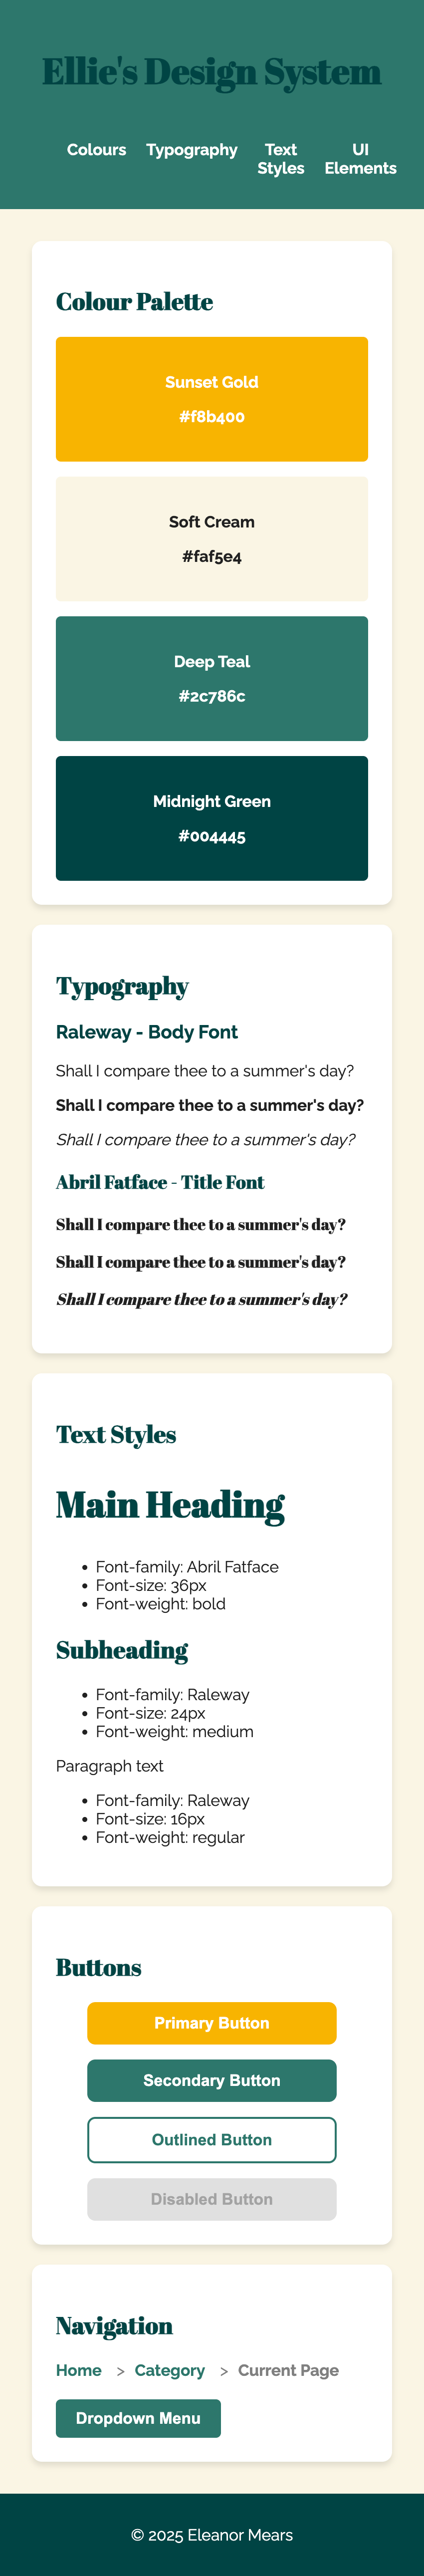 Ellie's Design System
Colours
Typography
Text
Styles
UI
Elements
Colour Palette
Sunset Gold
#f8b400
Soft Cream
#faf5e4
Deep Teal
#2c786c
Midnight Green
#004445
Typography
Raleway - Body Font
Shall I compare thee to a summer's day?
Shall I compare thee to a summer's day?
Shall I compare thee to a summer's day?
Abril Fatface - Title Font
Shall I compare thee to a summer's day?
Shall I compare thee to a summer's day?
Shall I compare thee to a summer's day?
Text Styles
Main Heading
• Font-family: Abril Fatface
• Font-size: 36px
• Font-weight: bold
Subheading
• Font-family: Raleway
• Font-size: 24px
• Font-weight: medium
Paragraph text
• Font-family: Raleway
• Font-size: 16px
• Font-weight: regular
Buttons
Primary Button
Secondary Button
Outlined Button
Disabled Button
Navigation
Home > Category > Current Page
Dropdown Menu
© 2025 Eleanor Mears